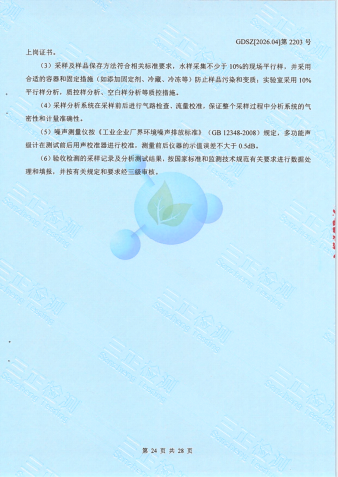 GDSZ[2026.04]第 2203 号
上岗证书。
（3）采样及样品保存方法符合相关标准要求，水样采集不少于 10%的现场平行样，并采用
合适的容器和固定措施（如添加固定剂、冷藏、冷冻等）防止样品污染和变质；实验室采用 10%
平行样分析、质控样分析、空白样分析等质控措施。
（4）采样分析系统在采样前后进行气路检查、流量校准，保证整个采样过程中分析系统的气
密性和计量准确性。
（5）噪声测量仪按《工业企业厂界环境噪声排放标准》（GB 12348-2008）规定，多功能声
级计在测试前后用声校准器进行校准，测量前后仪器的示值误差不大于 0.5dB。
（6）验收检测的采样记录及分析测试结果，按国家标准和监测技术规范有关要求进行数据处
理和填报，并按有关规定和要求经三级审核。
第 24 页 共 28 页